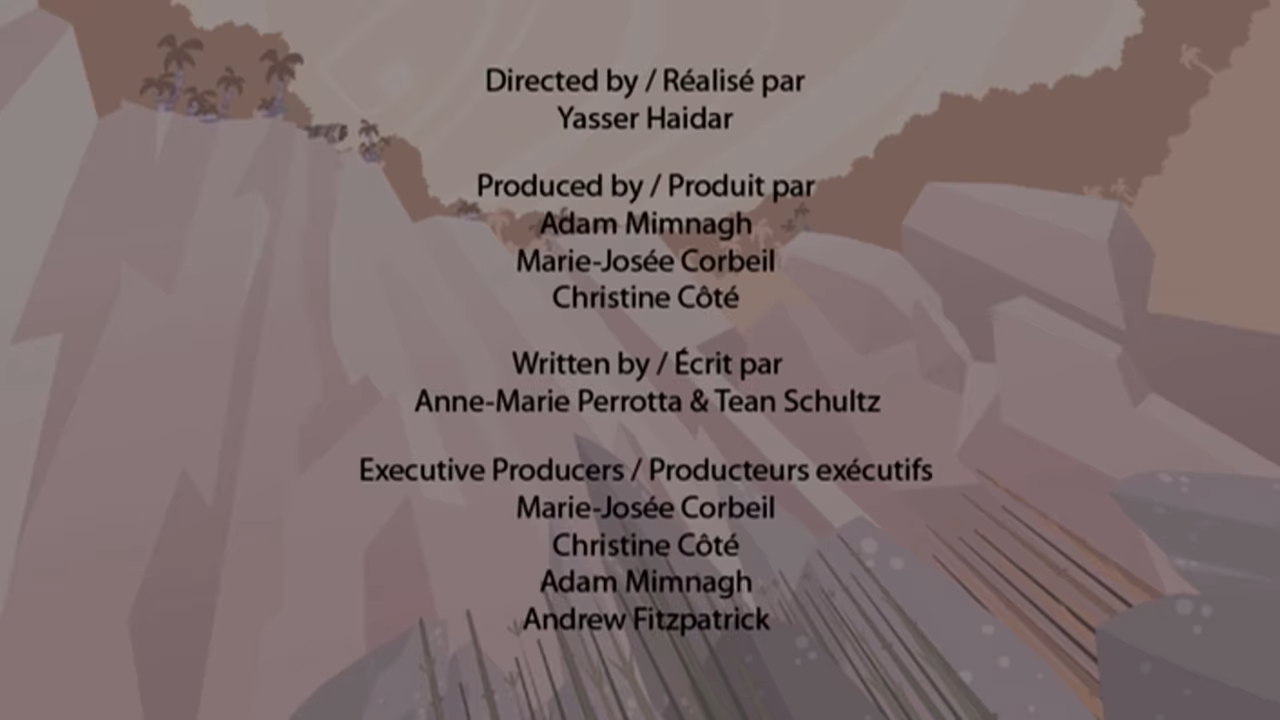 Directed by / Réalisé par
Yasser Haidar
Produced by / Produit par
Adam Mimnagh
Marie-Josée Corbeil
Christine Côté
Written by / Écrit par
Anne-Marie Perrotta & Tean Schultz
Executive Producers / Producteurs exécutifs
Marie-Josée Corbeil
Christine Côté
Adam Mimnagh
Andrew Fitzpatrick